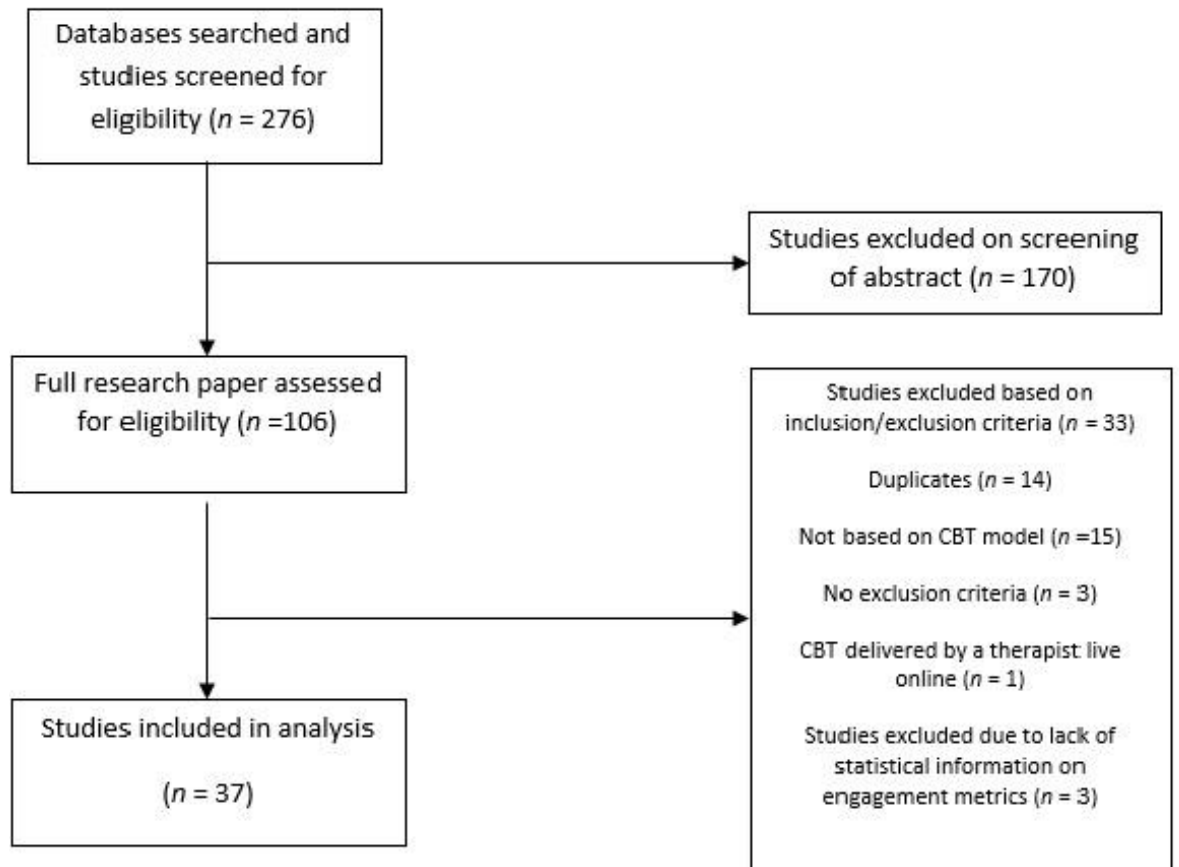 Databases searched and
studies screened for
eligibility (n = 276)
Studies excluded on screening
of abstract (n = 170)
Full research paper assessed
for eligibility (n =106)
Studies excluded based on
inclusion/exclusion criteria (n = 33)
Duplicates (n = 14)
Not based on CBT model (n =15)
No exclusion criteria (n = 3)
CBT delivered by a therapist live
online (n = 1)
Studies excluded due to lack of
statistical information on
engagement metrics (n = 3)
Studies included in analysis
(n = 37)